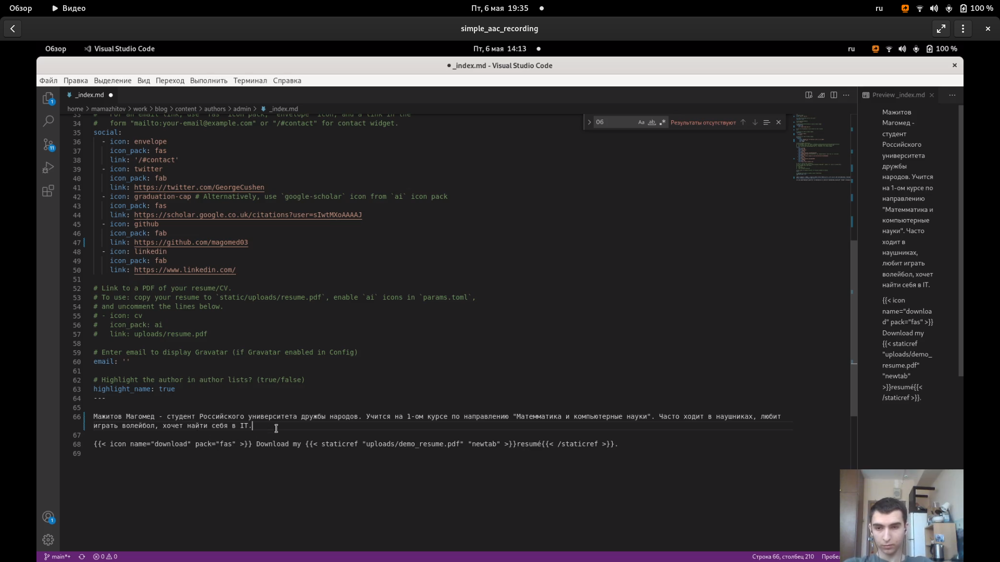 Обзор Видео Пт, 6 мая 19:35 ru 100 %
simple_aac_recording
Обзор Visual Studio Code Пт, 6 мая 14:13 ru 100 %
_index.md - Visual Studio Code
Файл Правка Выделение Вид Переход Выполнить Терминал Справка
_index.md
home > mamazhitov > work > blog > content > authors > admin > _index.md
06 Aa ab Результаты отсутствуют
33 # For an email link, use "fas" icon pack, "envelope" icon, and a link in the
34 # form "mailto:your-email@example.com" or "/#contact" for contact widget.
35 social:
36 - icon: envelope
37 icon_pack: fas
38 link: '/#contact'
39 - icon: twitter
40 icon_pack: fab
41 link: https://twitter.com/GeorgeCushen
42 - icon: graduation-cap # Alternatively, use `google-scholar` icon from `ai` icon pack
43 icon_pack: fas
44 link: https://scholar.google.co.uk/citations?user=sIwtMXoAAAAJ
45 - icon: github
46 icon_pack: fab
47 link: https://github.com/magomed03
48 - icon: linkedin
49 icon_pack: fab
50 link: https://www.linkedin.com/
51
52 # Link to a PDF of your resume/CV.
53 # To use: copy your resume to `static/uploads/resume.pdf`, enable `ai` icons in `params.toml`,
54 # and uncomment the lines below.
55 # - icon: cv
56 #   icon_pack: ai
57 #   link: uploads/resume.pdf
58
59 # Enter email to display Gravatar (if Gravatar enabled in Config)
60 email: ''
61
62 # Highlight the author in author lists? (true/false)
63 highlight_name: true
64 ---
65
66 Мажитов Магомед - студент Российского университета дружбы народов. Учится на 1-ом курсе по направлению "Матемматика и компьютерные науки". Часто ходит в наушниках, любит
играть волейбол, хочет найти себя в IT.
67
68 {{< icon name="download" pack="fas" >}} Download my {{< staticref "uploads/demo_resume.pdf" "newtab" >}}resumé{{< /staticref >}}.
69
Preview _index.md
Мажитов
Магомед -
студент
Российского
университета
дружбы
народов. Учится
на 1-ом курсе по
направлению
"Матемматика и
компьютерные
науки". Часто
ходит в
наушниках,
любит играть
волейбол, хочет
найти себя в IT.
{{< icon
name="downloa
d" pack="fas" >}}
Download my
{{< staticref
"uploads/demo_
resume.pdf"
"newtab"
>}}resumé{{<
/staticref >}}.
1
11
1
main*+ 0 0 Строка 66, столбец 210